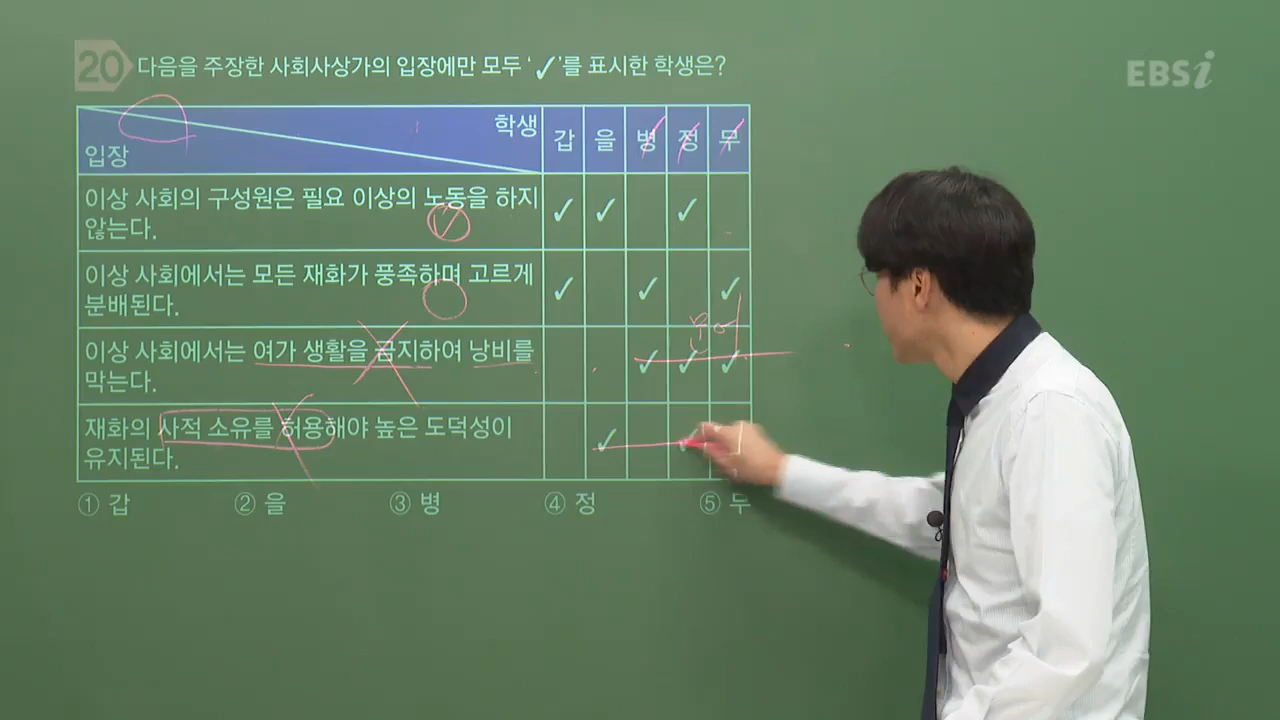 20 다음을 주장한 사회사상가의 입장에만 모두 '✓'를 표시한 학생은?
EBSi
학생
입장
갑 을 병 정 무
이상 사회의 구성원은 필요 이상의 노동을 하지
않는다.
✓ ✓ ✓
이상 사회에서는 모든 재화가 풍족하며 고르게
분배된다.
✓ ✓ ✓
이상 사회에서는 여가 생활을 금지하여 낭비를
막는다.
✓ ✓ ✓
재화의 사적 소유를 허용해야 높은 도덕성이
유지된다.
✓
① 갑 ② 을 ③ 병 ④ 정 ⑤ 무